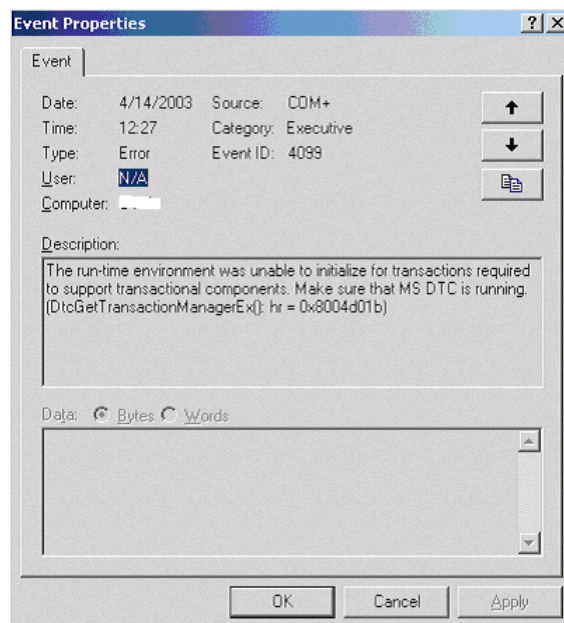 Event Properties
Event
Date: 4/14/2003 Source: COM+
Time: 12:27 Category: Executive
Type: Error Event ID: 4099
User: N/A
Computer:
Description:
The run-time environment was unable to initialize for transactions required
to support transactional components. Make sure that MS DTC is running.
(DtcGetTransactionManagerEx(): hr = 0x8004d01b)
Data: Bytes Words
OK Cancel Apply